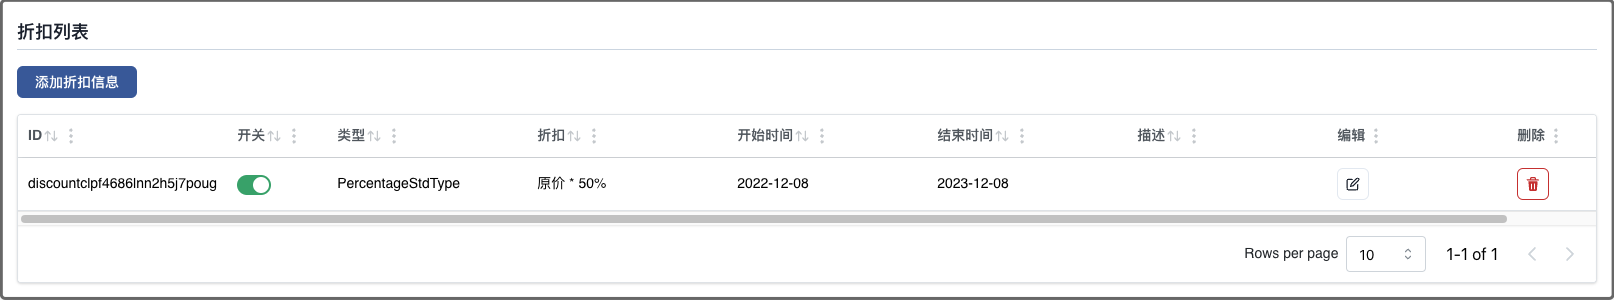 折扣列表
添加折扣信息
ID 开关 类型 折扣 开始时间 结束时间 描述 编辑 删除
discountclpf4686lnn2h5j7poug PercentageStdType 原价 * 50% 2022-12-08 2023-12-08
Rows per page 10 1-1 of 1